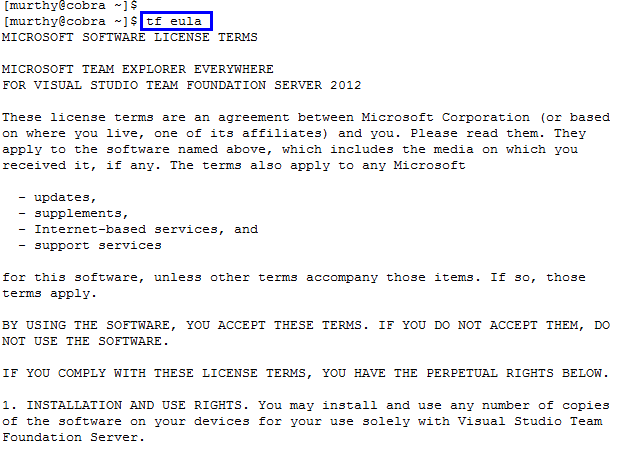 [murthy@cobra ~]$
[murthy@cobra ~]$ tf eula
MICROSOFT SOFTWARE LICENSE TERMS
MICROSOFT TEAM EXPLORER EVERYWHERE
FOR VISUAL STUDIO TEAM FOUNDATION SERVER 2012
These license terms are an agreement between Microsoft Corporation (or based
on where you live, one of its affiliates) and you. Please read them. They
apply to the software named above, which includes the media on which you
received it, if any. The terms also apply to any Microsoft
- updates,
- supplements,
- Internet-based services, and
- support services
for this software, unless other terms accompany those items. If so, those
terms apply.
BY USING THE SOFTWARE, YOU ACCEPT THESE TERMS. IF YOU DO NOT ACCEPT THEM, DO
NOT USE THE SOFTWARE.
IF YOU COMPLY WITH THESE LICENSE TERMS, YOU HAVE THE PERPETUAL RIGHTS BELOW.
1. INSTALLATION AND USE RIGHTS. You may install and use any number of copies
of the software on your devices for your use solely with Visual Studio Team
Foundation Server.